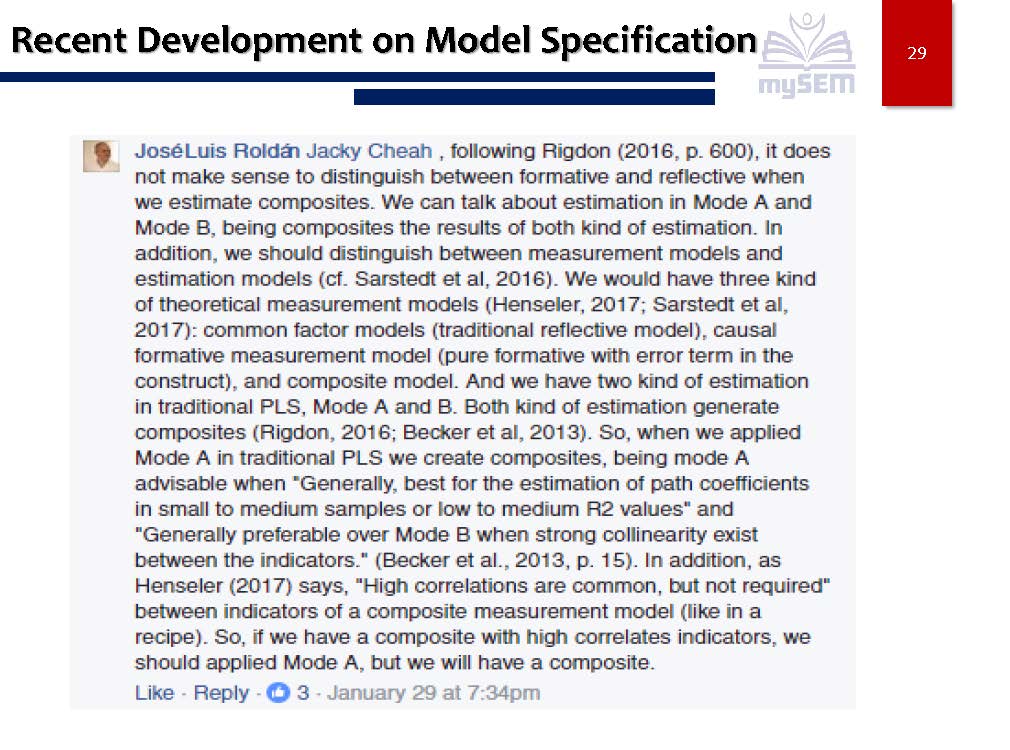 Recent Development on Model Specification
mySEM
29
JoséLuis Roldán Jacky Cheah , following Rigdon (2016, p. 600), it does
not make sense to distinguish between formative and reflective when
we estimate composites. We can talk about estimation in Mode A and
Mode B, being composites the results of both kind of estimation. In
addition, we should distinguish between measurement models and
estimation models (cf. Sarstedt et al, 2016). We would have three kind
of theoretical measurement models (Henseler, 2017; Sarstedt et al,
2017): common factor models (traditional reflective model), causal
formative measurement model (pure formative with error term in the
construct), and composite model. And we have two kind of estimation
in traditional PLS, Mode A and B. Both kind of estimation generate
composites (Rigdon, 2016; Becker et al, 2013). So, when we applied
Mode A in traditional PLS we create composites, being mode A
advisable when "Generally, best for the estimation of path coefficients
in small to medium samples or low to medium R2 values" and
"Generally preferable over Mode B when strong collinearity exist
between the indicators." (Becker et al., 2013, p. 15). In addition, as
Henseler (2017) says, "High correlations are common, but not required"
between indicators of a composite measurement model (like in a
recipe). So, if we have a composite with high correlates indicators, we
should applied Mode A, but we will have a composite.
Like · Reply · 3 · January 29 at 7:34pm